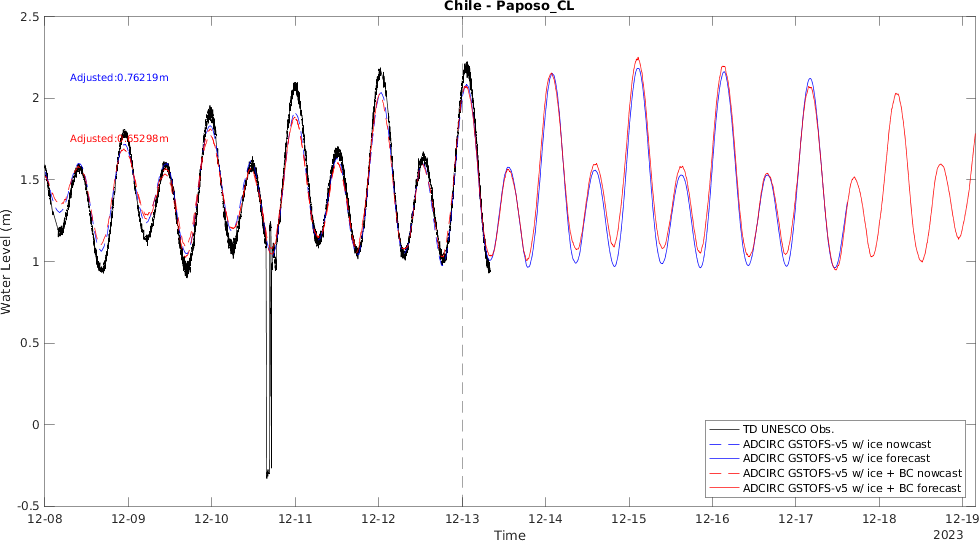 Chile - Paposo_CL
2.5
2
1.5
1
0.5
0
-0.5
Water Level (m)
Adjusted:0.76219m
Adjusted:0.65298m
TD UNESCO Obs.
ADCIRC GSTOFS-v5 w/ ice nowcast
ADCIRC GSTOFS-v5 w/ ice forecast
ADCIRC GSTOFS-v5 w/ ice + BC nowcast
ADCIRC GSTOFS-v5 w/ ice + BC forecast
12-08 12-09 12-10 12-11 12-12 12-13 12-14 12-15 12-16 12-17 12-18 12-19
Time
2023